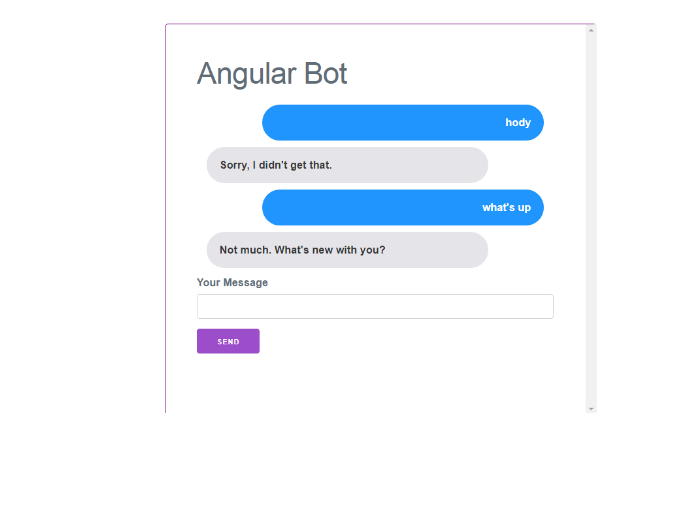 Angular Bot
hody
Sorry, I didn't get that.
what's up
Not much. What's new with you?
Your Message
SEND